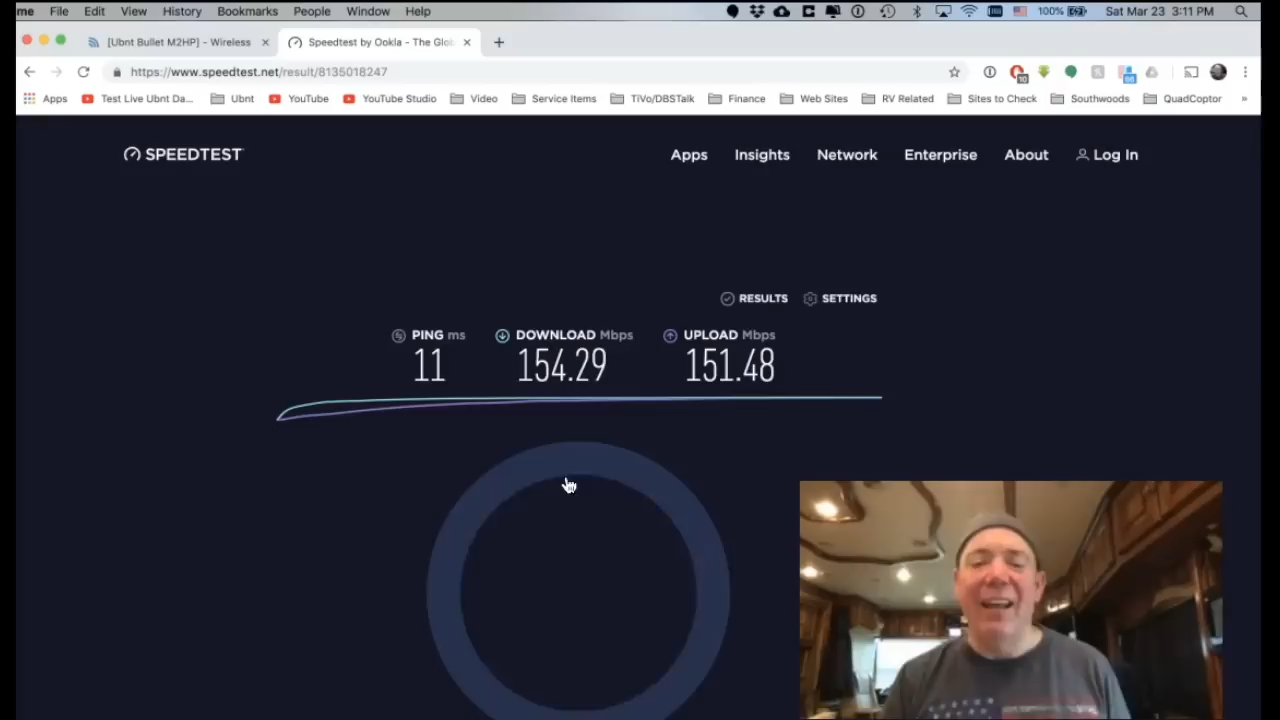 me File Edit View History Bookmarks People Window Help 100% Sat Mar 23 3:11 PM
[Ubnt Bullet M2HP] - Wireless × Speedtest by Ookla - The Glob × +
https://www.speedtest.net/result/8135018247 10
Apps Test Live Ubnt Da... Ubnt YouTube YouTube Studio Video Service Items TiVo/DBSTalk Finance Web Sites RV Related Sites to Check Southwoods QuadCoptor »
SPEEDTEST Apps Insights Network Enterprise About Log In
RESULTS SETTINGS
PING ms DOWNLOAD Mbps UPLOAD Mbps
11 154.29 151.48